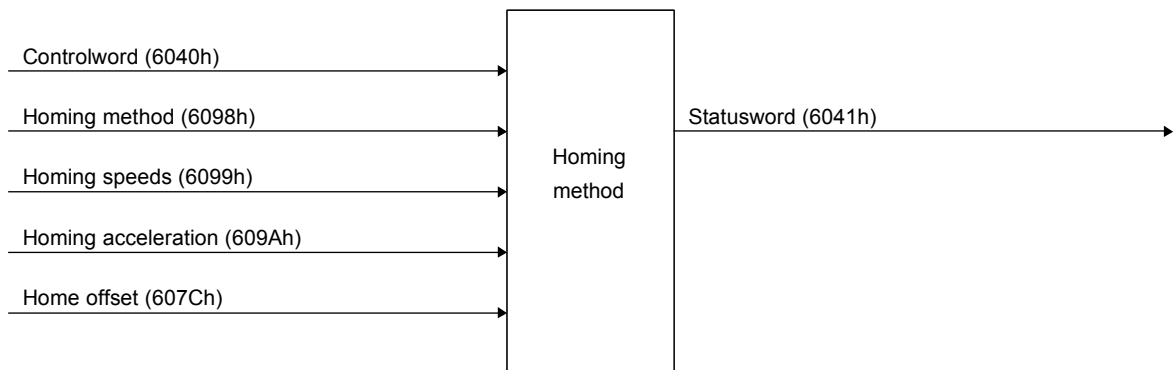 Controlword (6040h)
Homing method (6098h)
Homing speeds (6099h)
Homing acceleration (609Ah)
Home offset (607Ch)
Homing
method
Statusword (6041h)